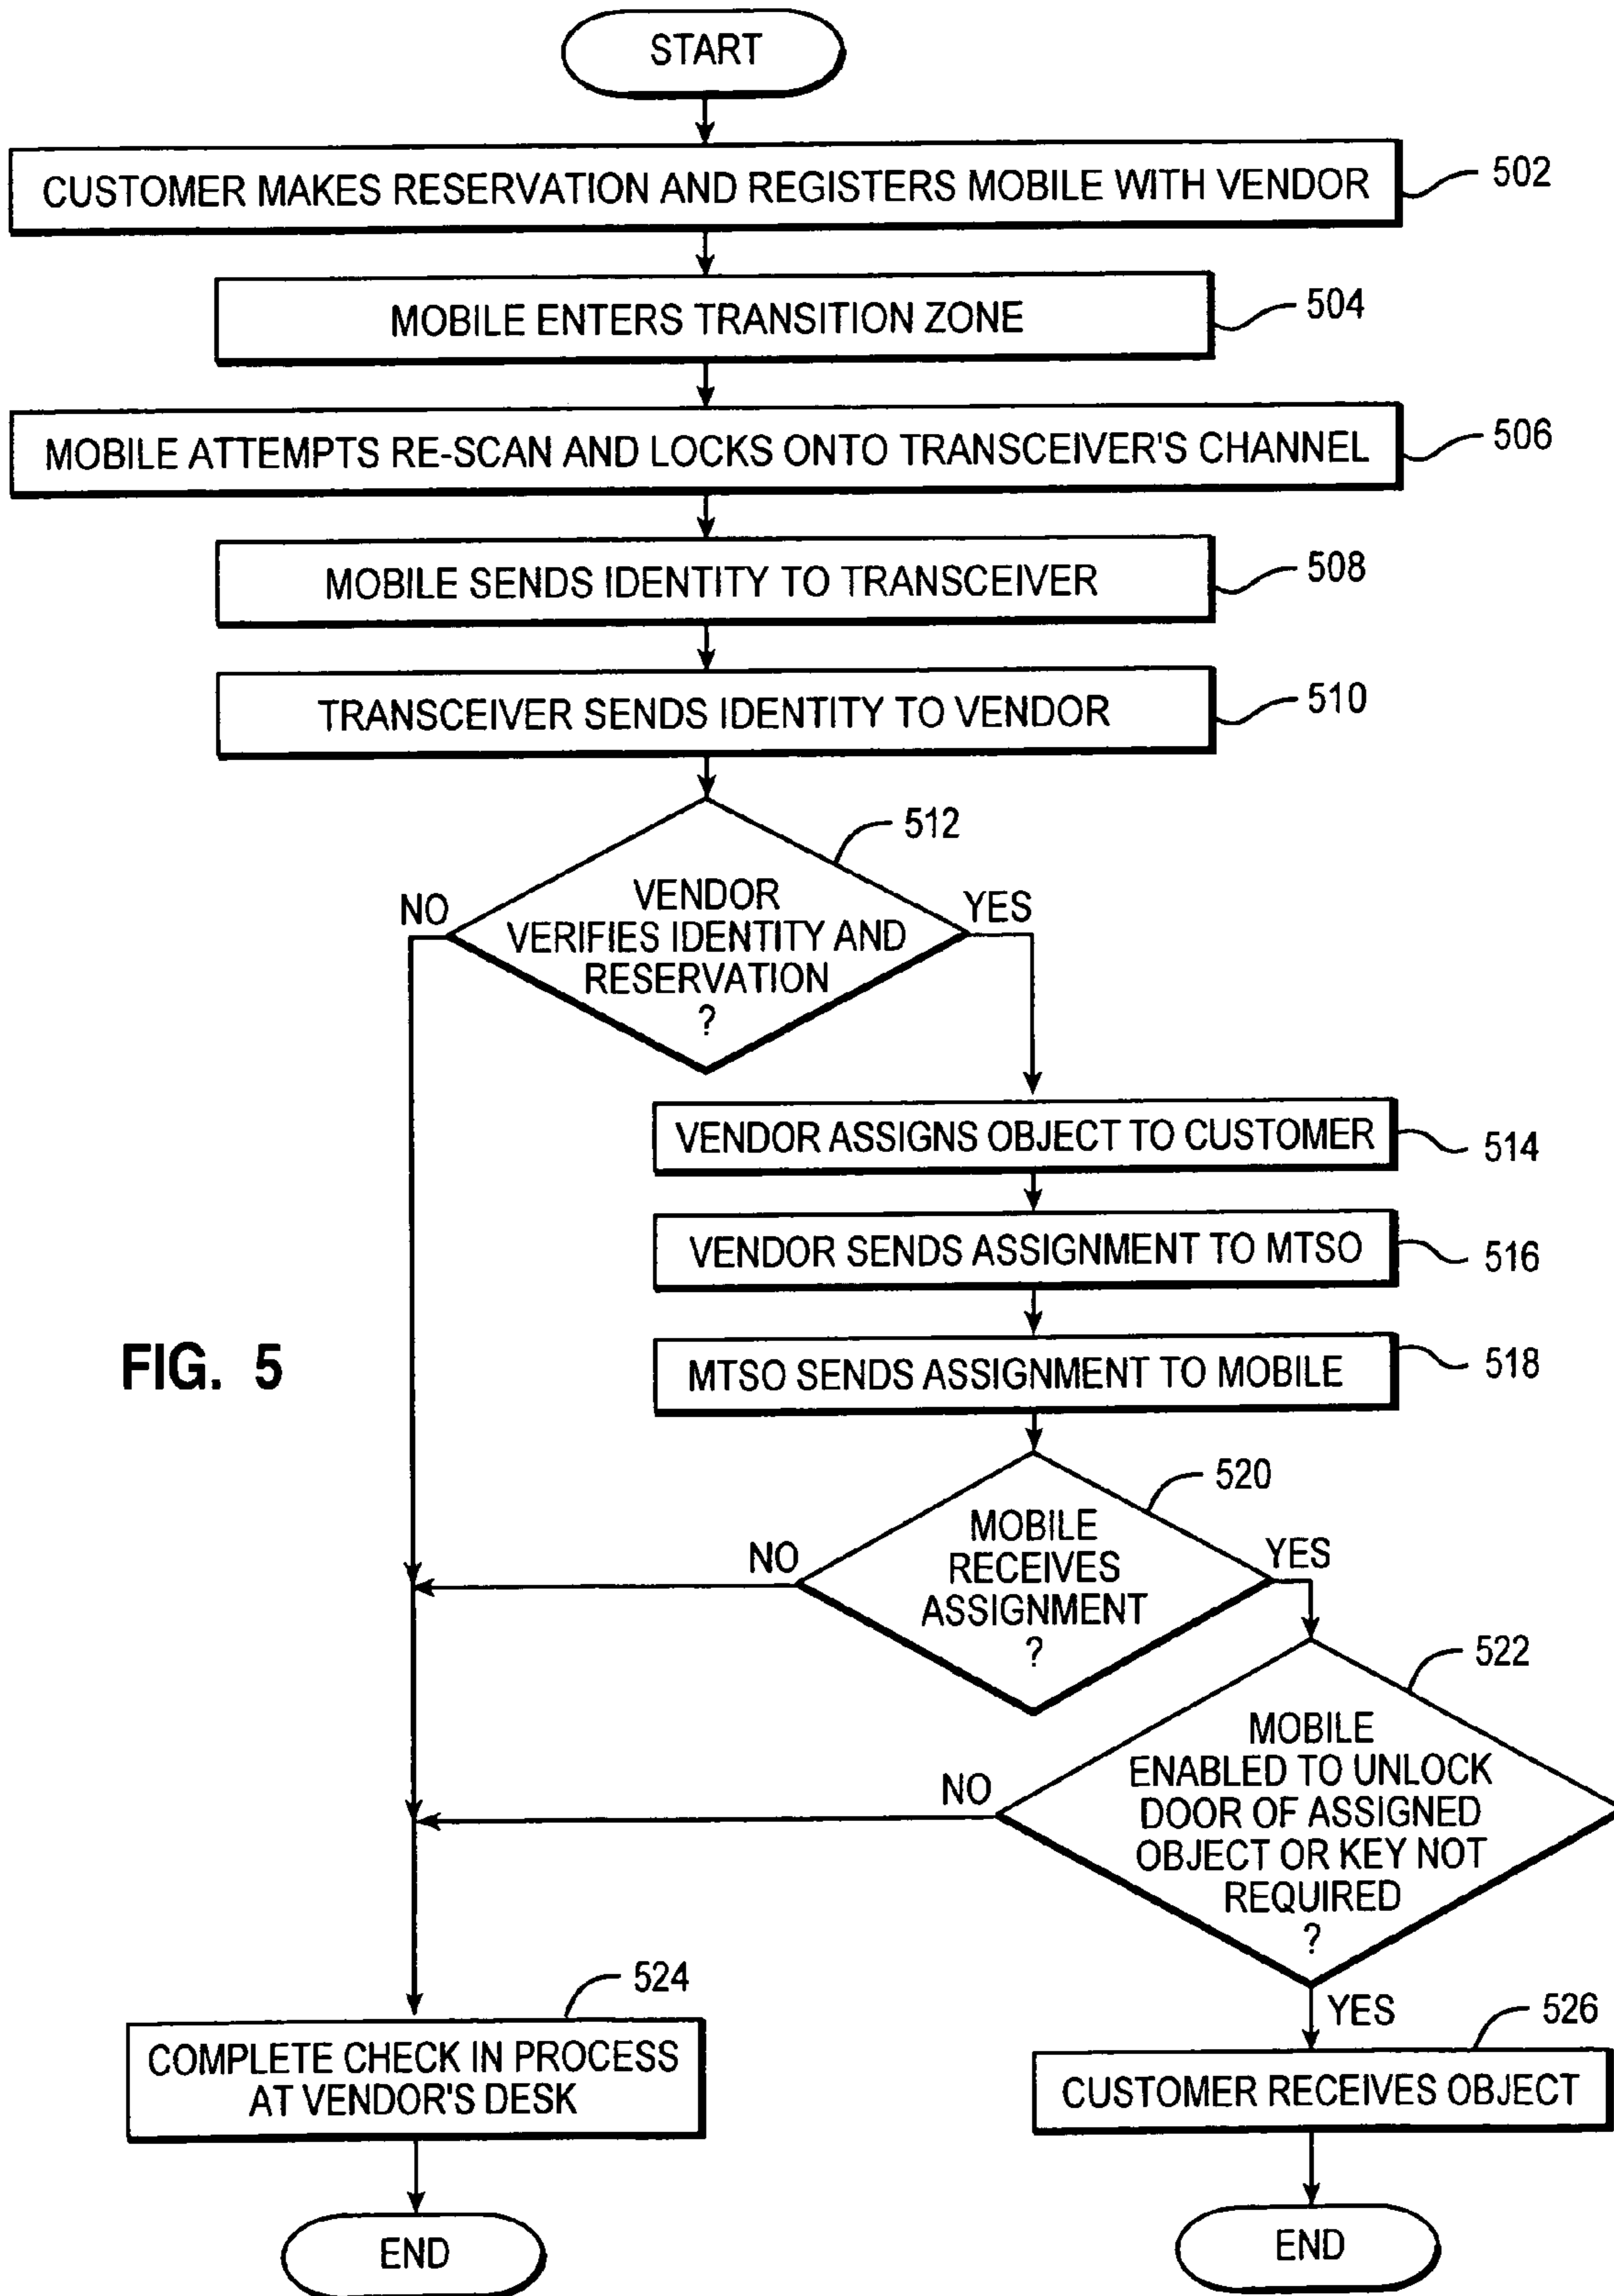 START
CUSTOMER MAKES RESERVATION AND REGISTERS MOBILE WITH VENDOR
502
MOBILE ENTERS TRANSITION ZONE
504
MOBILE ATTEMPTS RE-SCAN AND LOCKS ONTO TRANSCEIVER'S CHANNEL
506
MOBILE SENDS IDENTITY TO TRANSCEIVER
508
TRANSCEIVER SENDS IDENTITY TO VENDOR
510
512
NO
VENDOR
VERIFIES IDENTITY AND
RESERVATION
?
YES
VENDOR ASSIGNS OBJECT TO CUSTOMER
514
VENDOR SENDS ASSIGNMENT TO MTSO
516
FIG. 5
MTSO SENDS ASSIGNMENT TO MOBILE
518
520
NO
MOBILE
RECEIVES
ASSIGNMENT
?
YES
522
NO
MOBILE
ENABLED TO UNLOCK
DOOR OF ASSIGNED
OBJECT OR KEY NOT
REQUIRED
?
YES
524
COMPLETE CHECK IN PROCESS
AT VENDOR'S DESK
526
CUSTOMER RECEIVES OBJECT
END
END